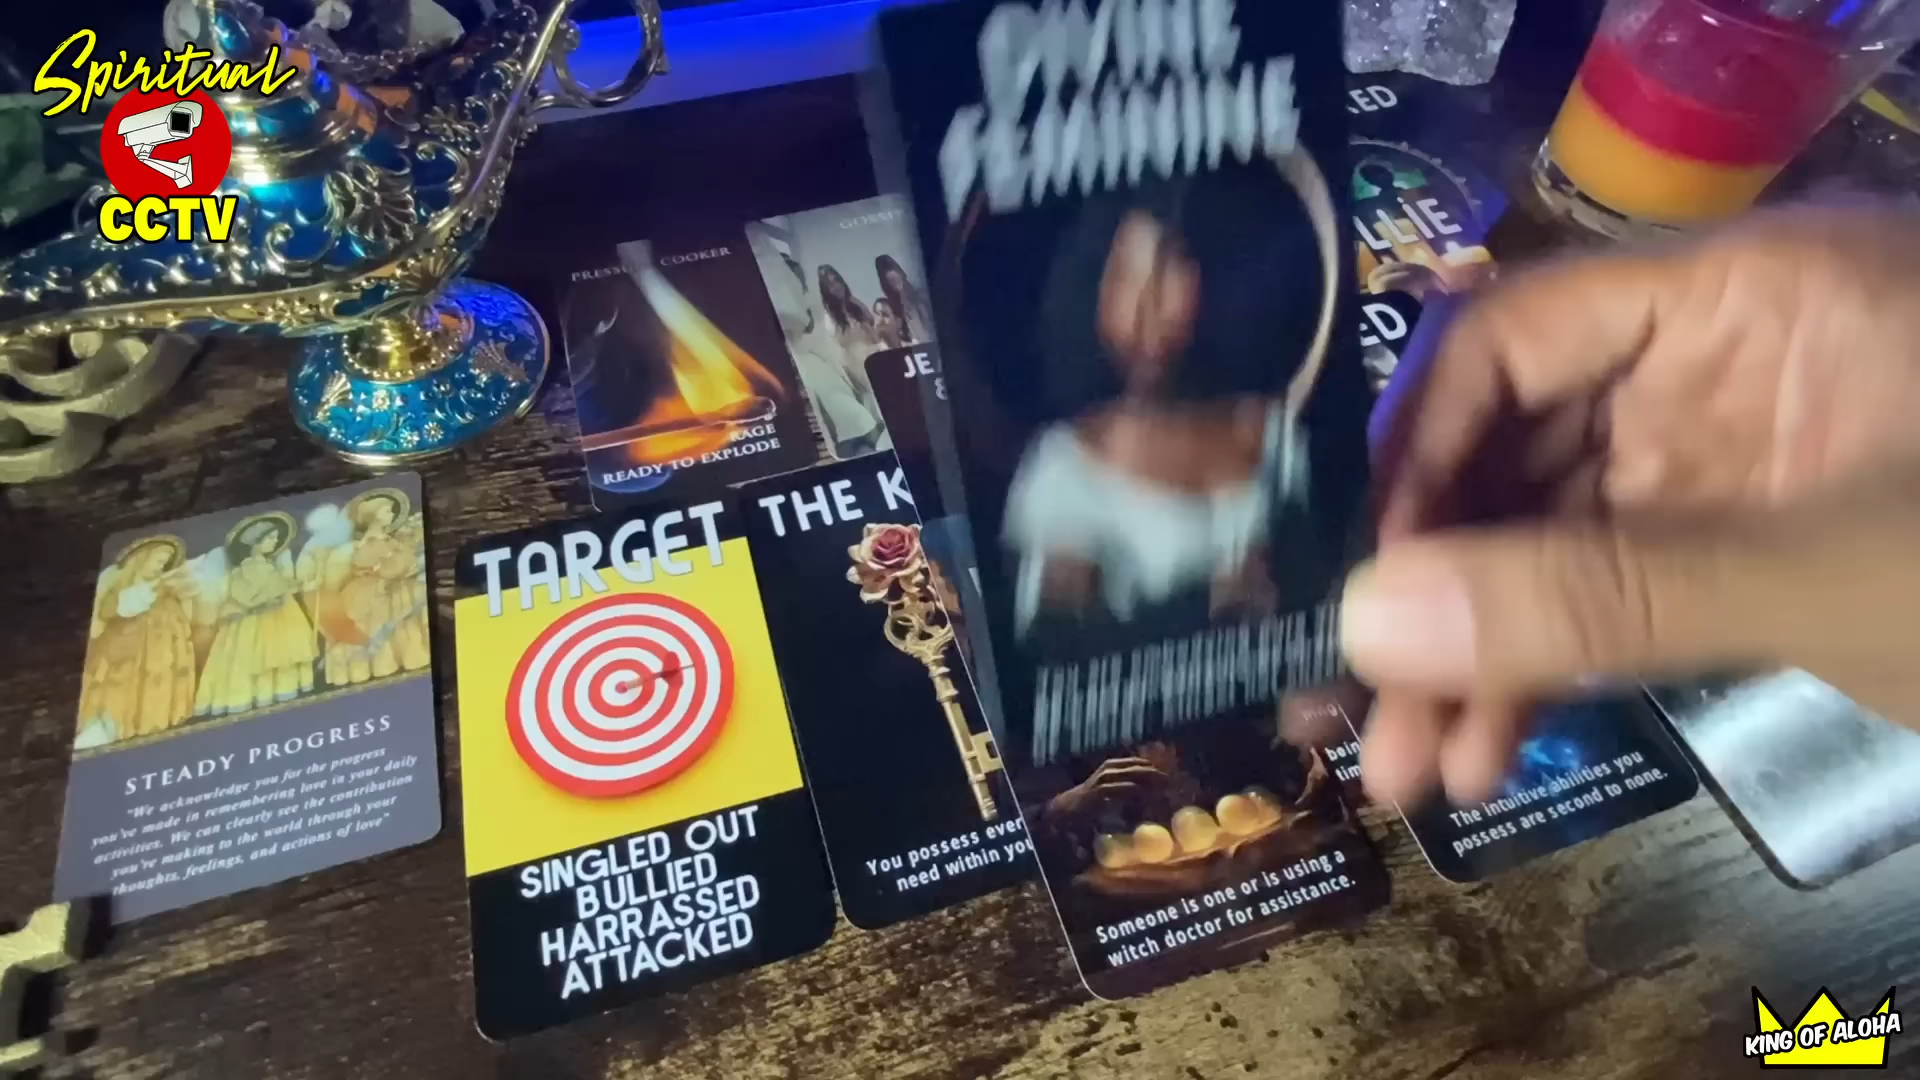 Spiritual
CCTV
DIVINE
FEMININE
PRESSURE COOKER
RAGE
READY TO EXPLODE
GOSSIP
STEADY PROGRESS
"We acknowledge you for the progress
you've made in remembering love in your daily
activities. We can clearly see the contribution
you're making to the world through your
thoughts, feelings, and actions of love"
TARGET
SINGLED OUT
BULLIED
HARRASSED
ATTACKED
THE K
You possess ever
need within you
JE
&
ED
LLIE
ED
Someone is one or is using a
witch doctor for assistance.
The intuitive abilities you
possess are second to none.
KING OF ALOHA